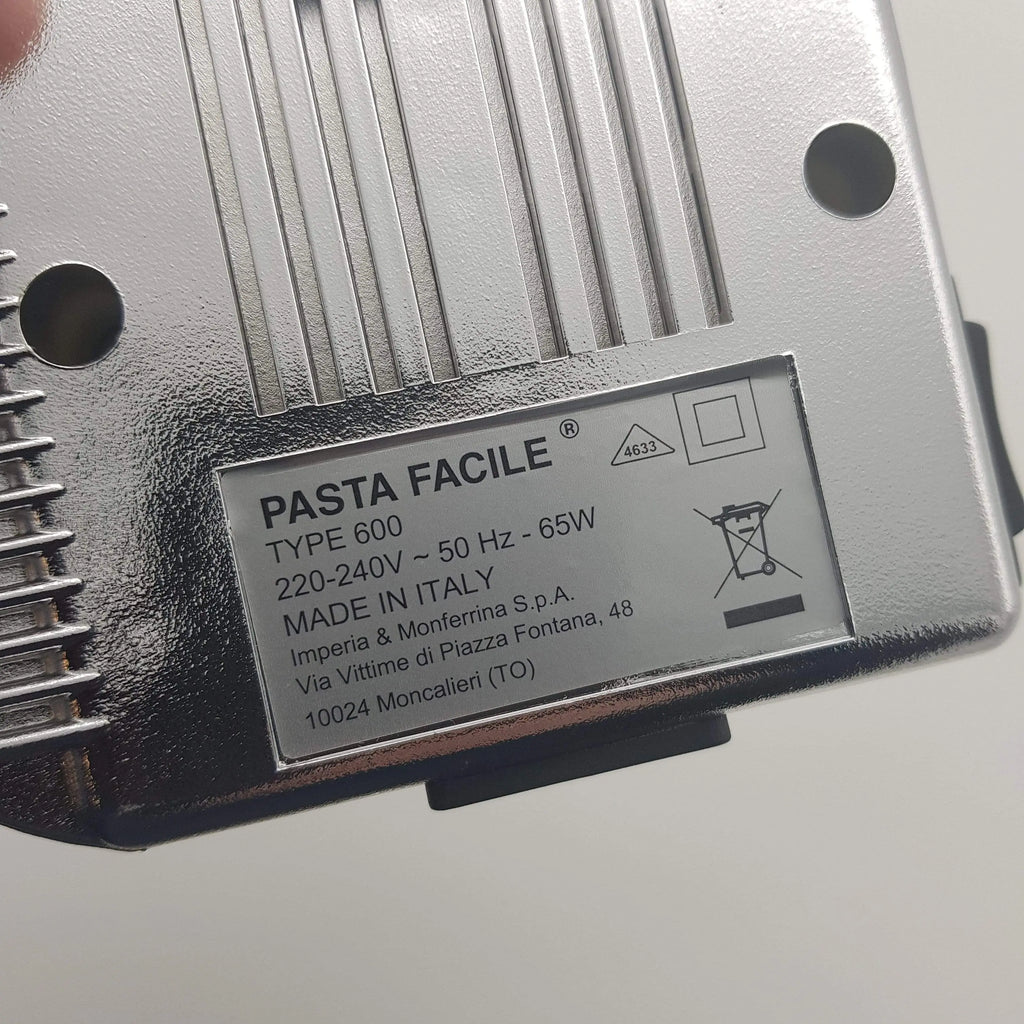 PASTA FACILE ®
4633
TYPE 600
220-240V ~ 50 Hz - 65W
MADE IN ITALY
Imperia & Monferrina S.p.A.
Via Vittime di Piazza Fontana, 48
10024 Moncalieri (TO)